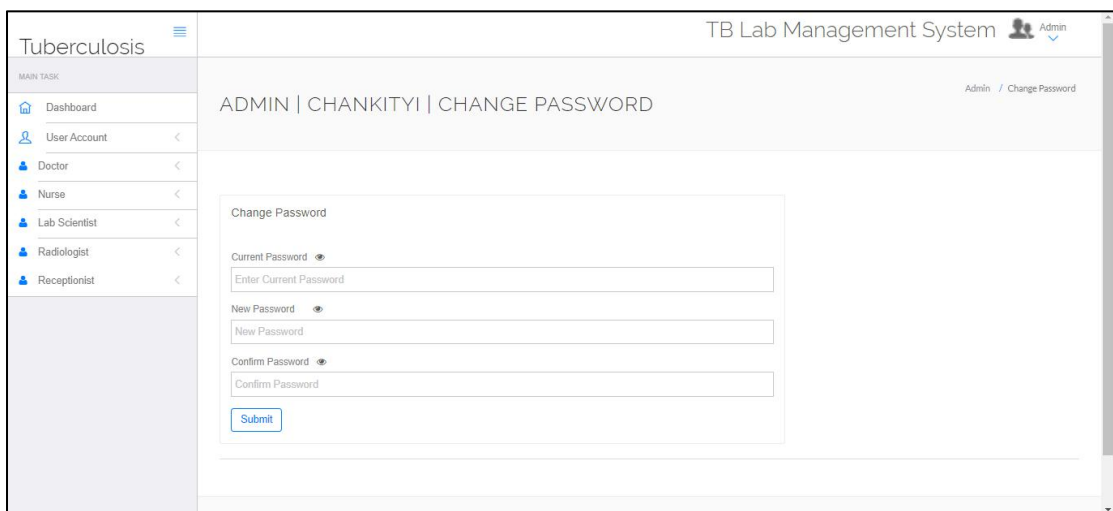 Tuberculosis
MAIN TASK
Dashboard
User Account
Doctor
Nurse
Lab Scientist
Radiologist
Receptionist
TB Lab Management System
Admin
ADMIN | CHANKITYI | CHANGE PASSWORD
Admin / Change Password
Change Password
Current Password
Enter Current Password
New Password
New Password
Confirm Password
Confirm Password
Submit